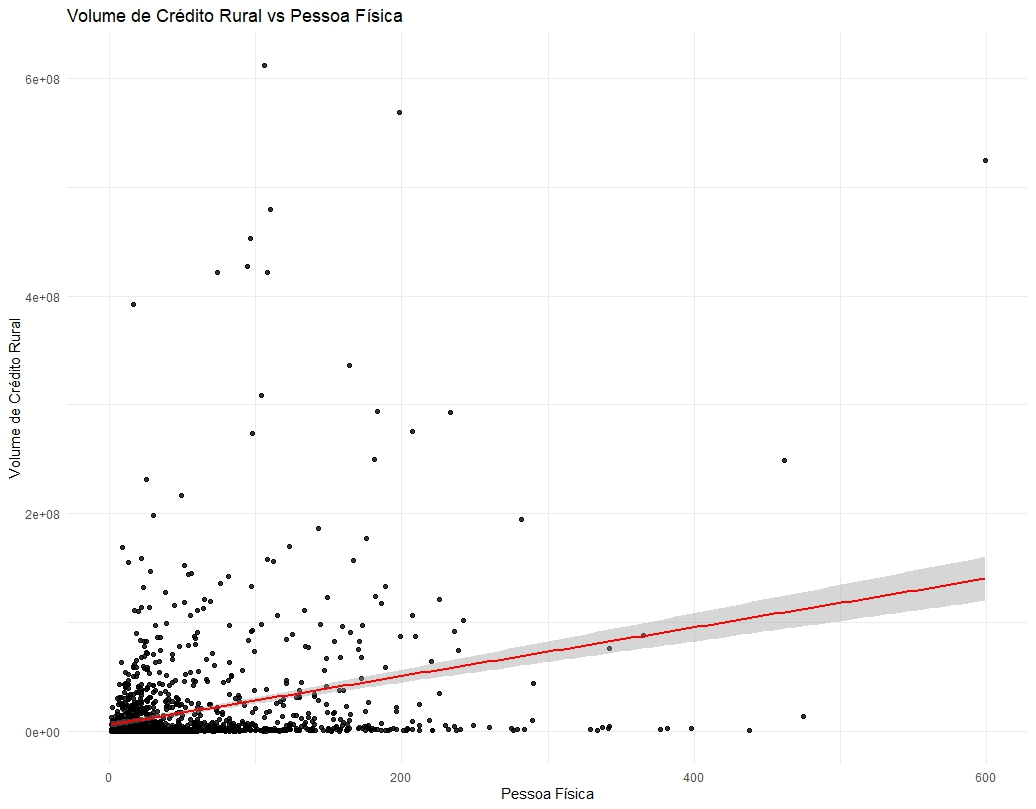 Volume de Crédito Rural vs Pessoa Física
Volume de Crédito Rural
6e+08
4e+08
2e+08
0e+00
0
200
400
600
Pessoa Física